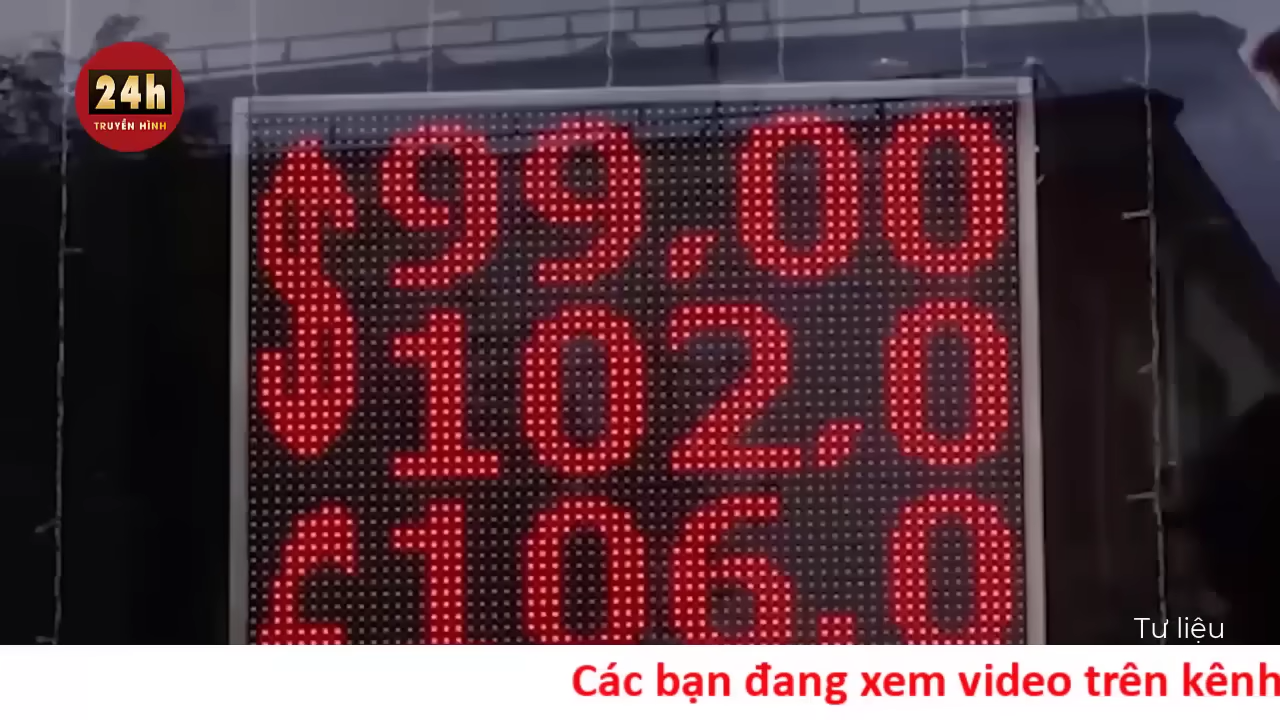 24h
TRUYỀN HÌNH
$ 99,00
102,0
€ 106,0
Tư liệu
Các bạn đang xem video trên kênh